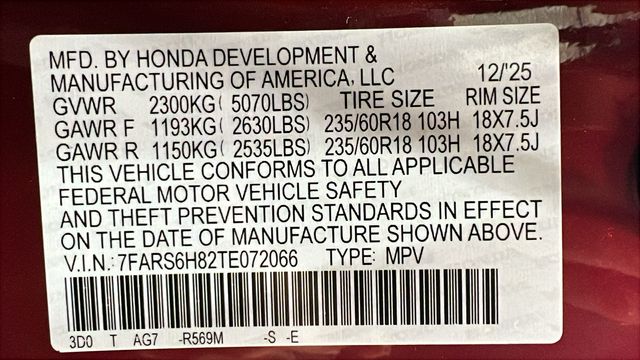 MFD. BY HONDA DEVELOPMENT &
MANUFACTURING OF AMERICA, LLC 12/'25
GVWR 2300KG( 5070LBS) TIRE SIZE RIM SIZE
GAWR F 1193KG( 2630LBS) 235/60R18 103H 18X7.5J
GAWR R 1150KG( 2535LBS) 235/60R18 103H 18X7.5J
THIS VEHICLE CONFORMS TO ALL APPLICABLE
FEDERAL MOTOR VEHICLE SAFETY
AND THEFT PREVENTION STANDARDS IN EFFECT
ON THE DATE OF MANUFACTURE SHOWN ABOVE.
V.I.N.:7FARS6H82TE072066 TYPE: MPV
3D0 T AG7 -R569M -S -E